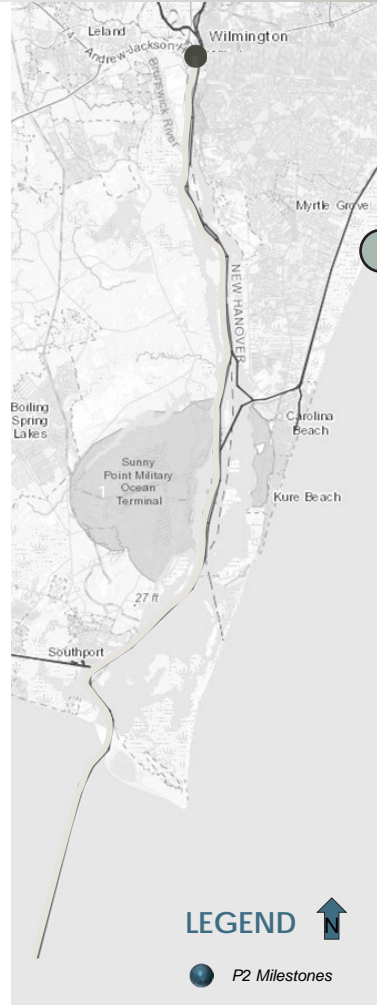 Leland
Wilmington
Andrew Jackson
Brunswick River
Myrtle Grove
NEW HANOVER
Boiling
Spring
Lakes
Carolina
Beach
Sunny
Point Military
Ocean
Terminal
1
Kure Beach
27 ft
Southport
LEGEND
N
P2 Milestones